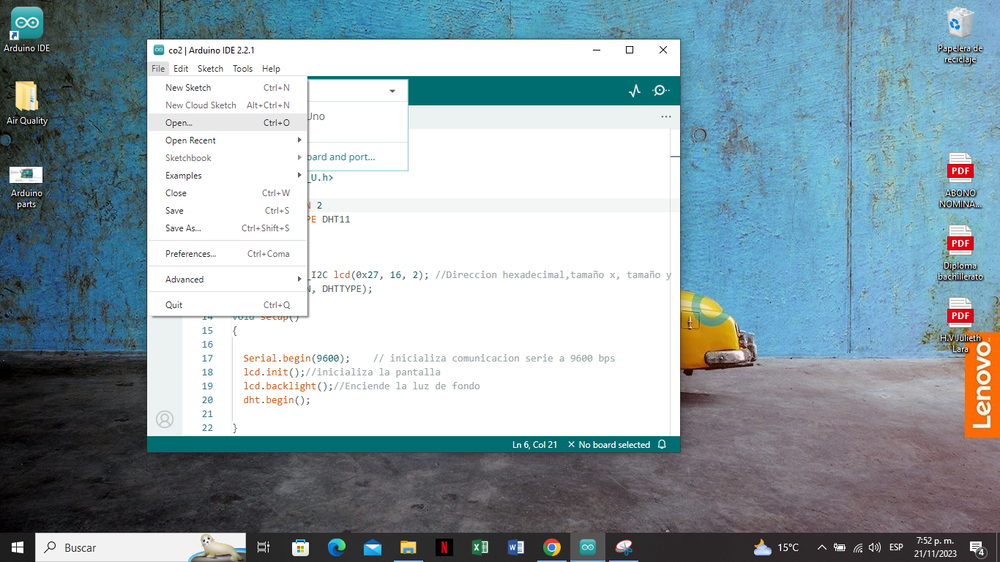 Arduino IDE
Air Quality
Arduino
parts
co2 | Arduino IDE 2.2.1
File Edit Sketch Tools Help
New Sketch Ctrl+N
New Cloud Sketch Alt+Ctrl+N
Open... Ctrl+O
Open Recent
Sketchbook
Examples
Close Ctrl+W
Save Ctrl+S
Save As... Ctrl+Shift+S
Preferences... Ctrl+Coma
Advanced
Quit Ctrl+Q
Uno
oard and port...
_U.h>
N 2
PE DHT11
_I2C lcd(0x27, 16, 2); //Direccion hexadecimal,tamaño x, tamaño y
N, DHTTYPE);
14 void setup()
15 {
16
17 Serial.begin(9600); // inicializa comunicacion serie a 9600 bps
18 lcd.init();//inicializa la pantalla
19 lcd.backlight();//Enciende la luz de fondo
20 dht.begin();
21
22 }
Ln 6, Col 21 × No board selected
Papelera de
reciclaje
PDF
ABONO
NOMINA...
PDF
Diploma
bachillerato
PDF
H.V Julieth
Lara
Lenovo
Buscar
N
X
W
15°C
ESP
7:52 p. m.
21/11/2023
4